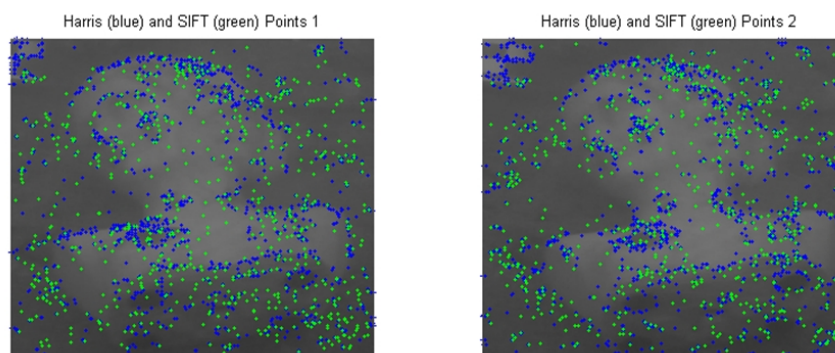 Harris (blue) and SIFT (green) Points 1
Harris (blue) and SIFT (green) Points 2